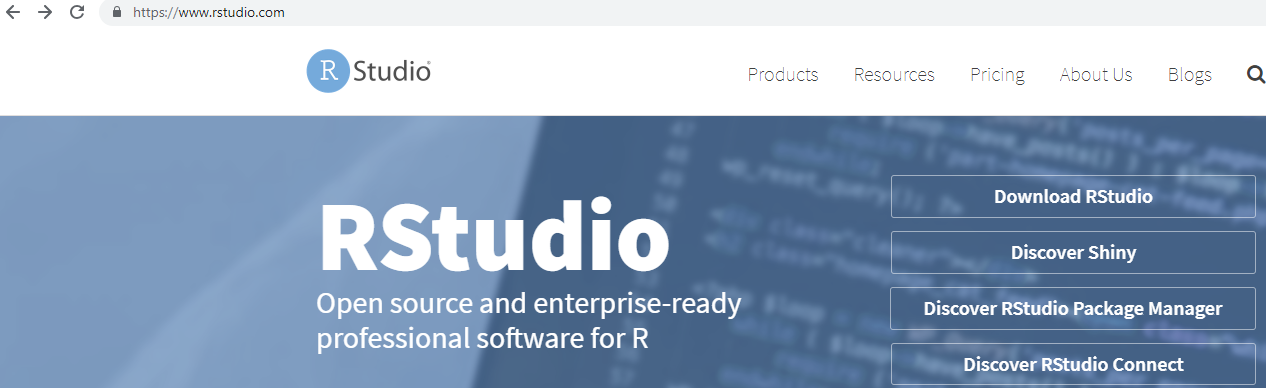 https://www.rstudio.com
R Studio®
Products Resources Pricing About Us Blogs
RStudio
Open source and enterprise-ready
professional software for R
Download RStudio
Discover Shiny
Discover RStudio Package Manager
Discover RStudio Connect